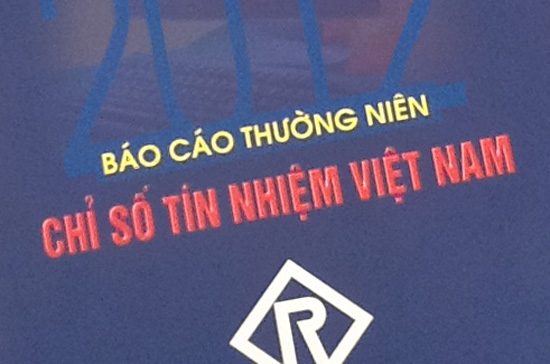 2012
BÁO CÁO THƯỜNG NIÊN
CHỈ SỐ TÍN NHIỆM VIỆT NAM
R